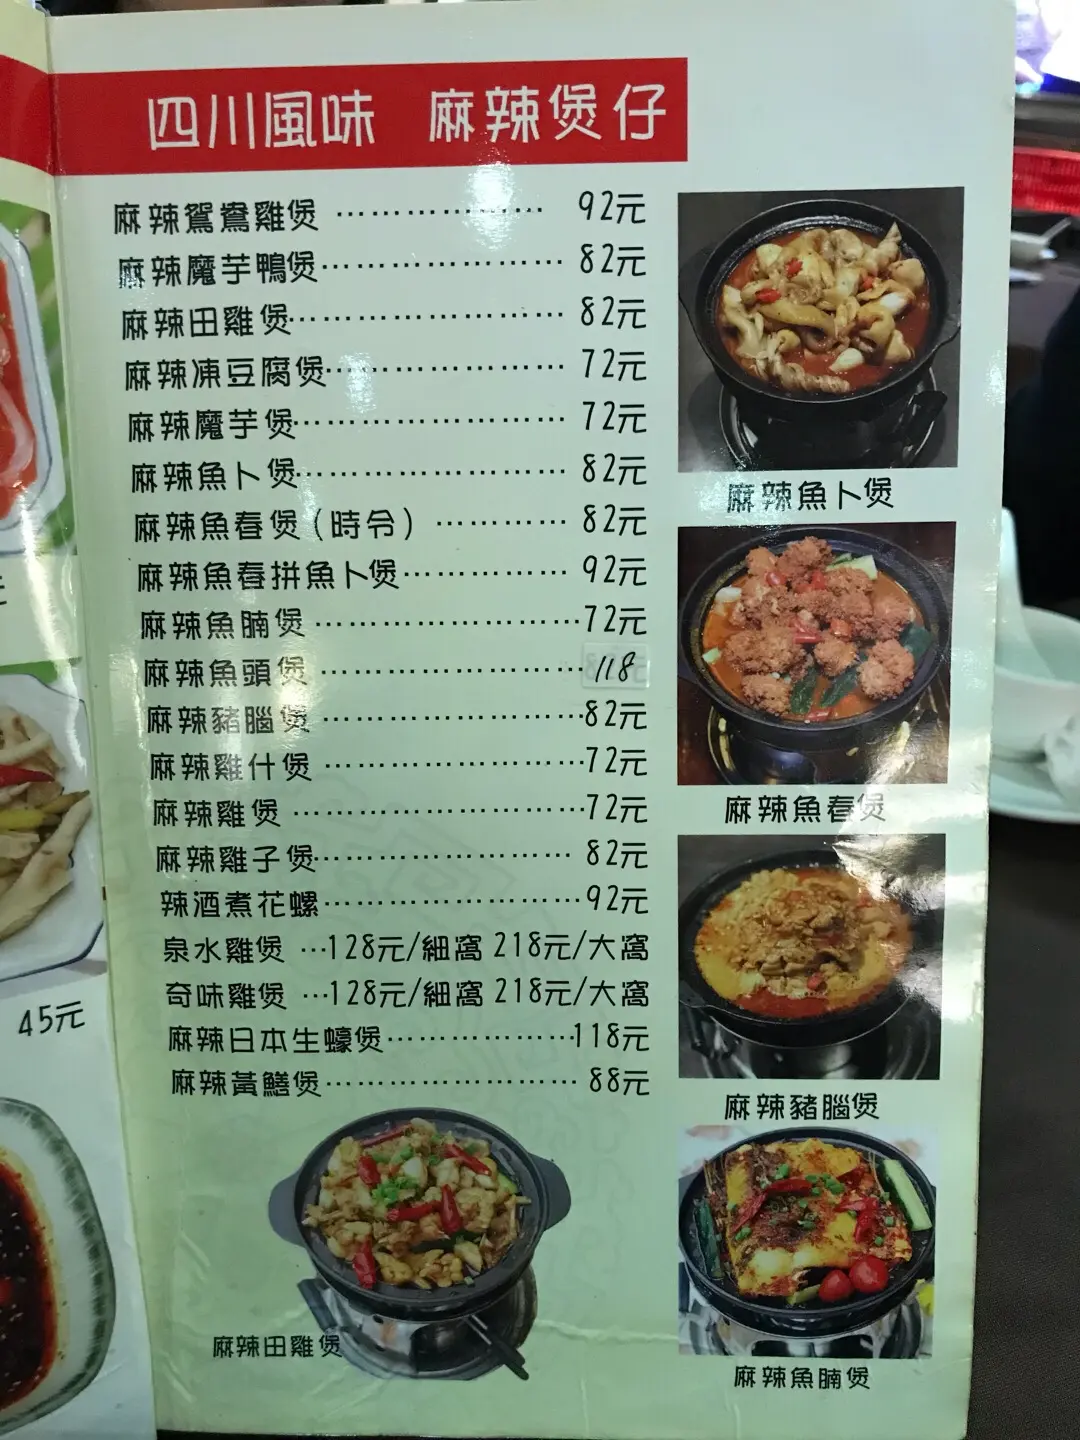 四川風味 麻辣煲仔
麻辣鴛鴦雞煲 ……………… 92元
麻辣魔芋鴨煲…………………… 82元
麻辣田雞煲…………………… 82元
麻辣凍豆腐煲………………… 72元
麻辣魔芋煲…………………… 72元
麻辣魚卜煲…………………… 82元
麻辣魚春煲(時令) ………… 82元
麻辣魚春拼魚卜煲…………… 92元
麻辣魚腩煲 ……………………72元
麻辣魚頭煲 ……………………118
麻辣豬腦煲 ……………………82元
麻辣雞什煲 ……………………72元
麻辣雞煲 ………………………72元
麻辣雞子煲…………………… 82元
辣酒煮花螺……………………92元
泉水雞煲 …128元/細窩 218元/大窩
奇味雞煲 …128元/細窩 218元/大窩
麻辣日本生蠔煲………………118元
麻辣黃鱔煲…………………… 88元
麻辣魚卜煲
麻辣魚春煲
麻辣豬腦煲
麻辣魚腩煲
麻辣田雞煲
45元